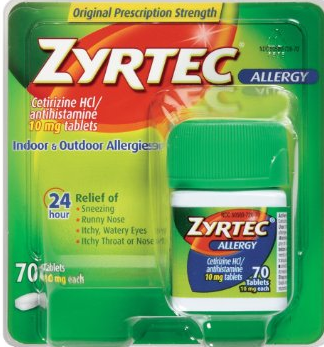 Original Prescription Strength
ZYRTEC®
ALLERGY
Cetirizine HCl/
antihistamine
10 mg tablets
Indoor & Outdoor Allergies
24
hour
Relief of
• Sneezing
• Runny Nose
• Itchy, Watery Eyes
• Itchy Throat or Nose
70 Tablets
10 mg each
ZYRTEC®
ALLERGY
Cetirizine HCl/
antihistamine
10 mg tablets
70
Tablets
10 mg each